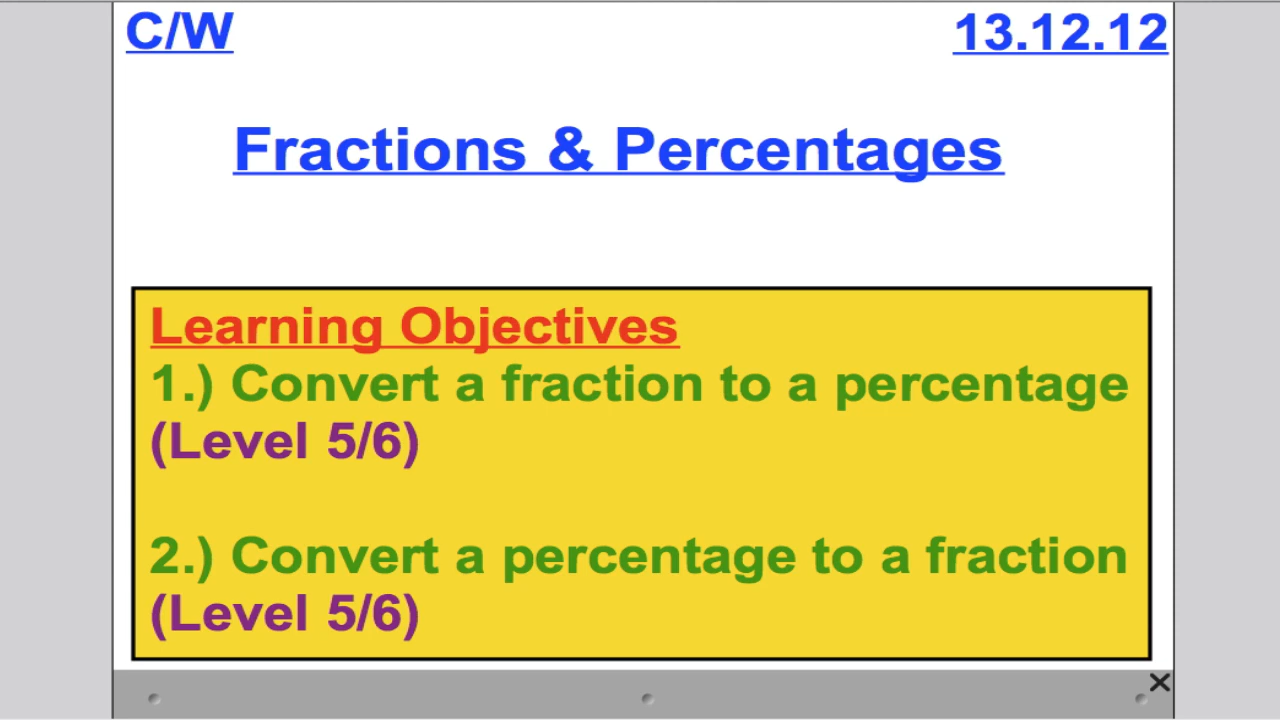 C/W 13.12.12
Fractions & Percentages
Learning Objectives
1.) Convert a fraction to a percentage
(Level 5/6)
2.) Convert a percentage to a fraction
(Level 5/6)